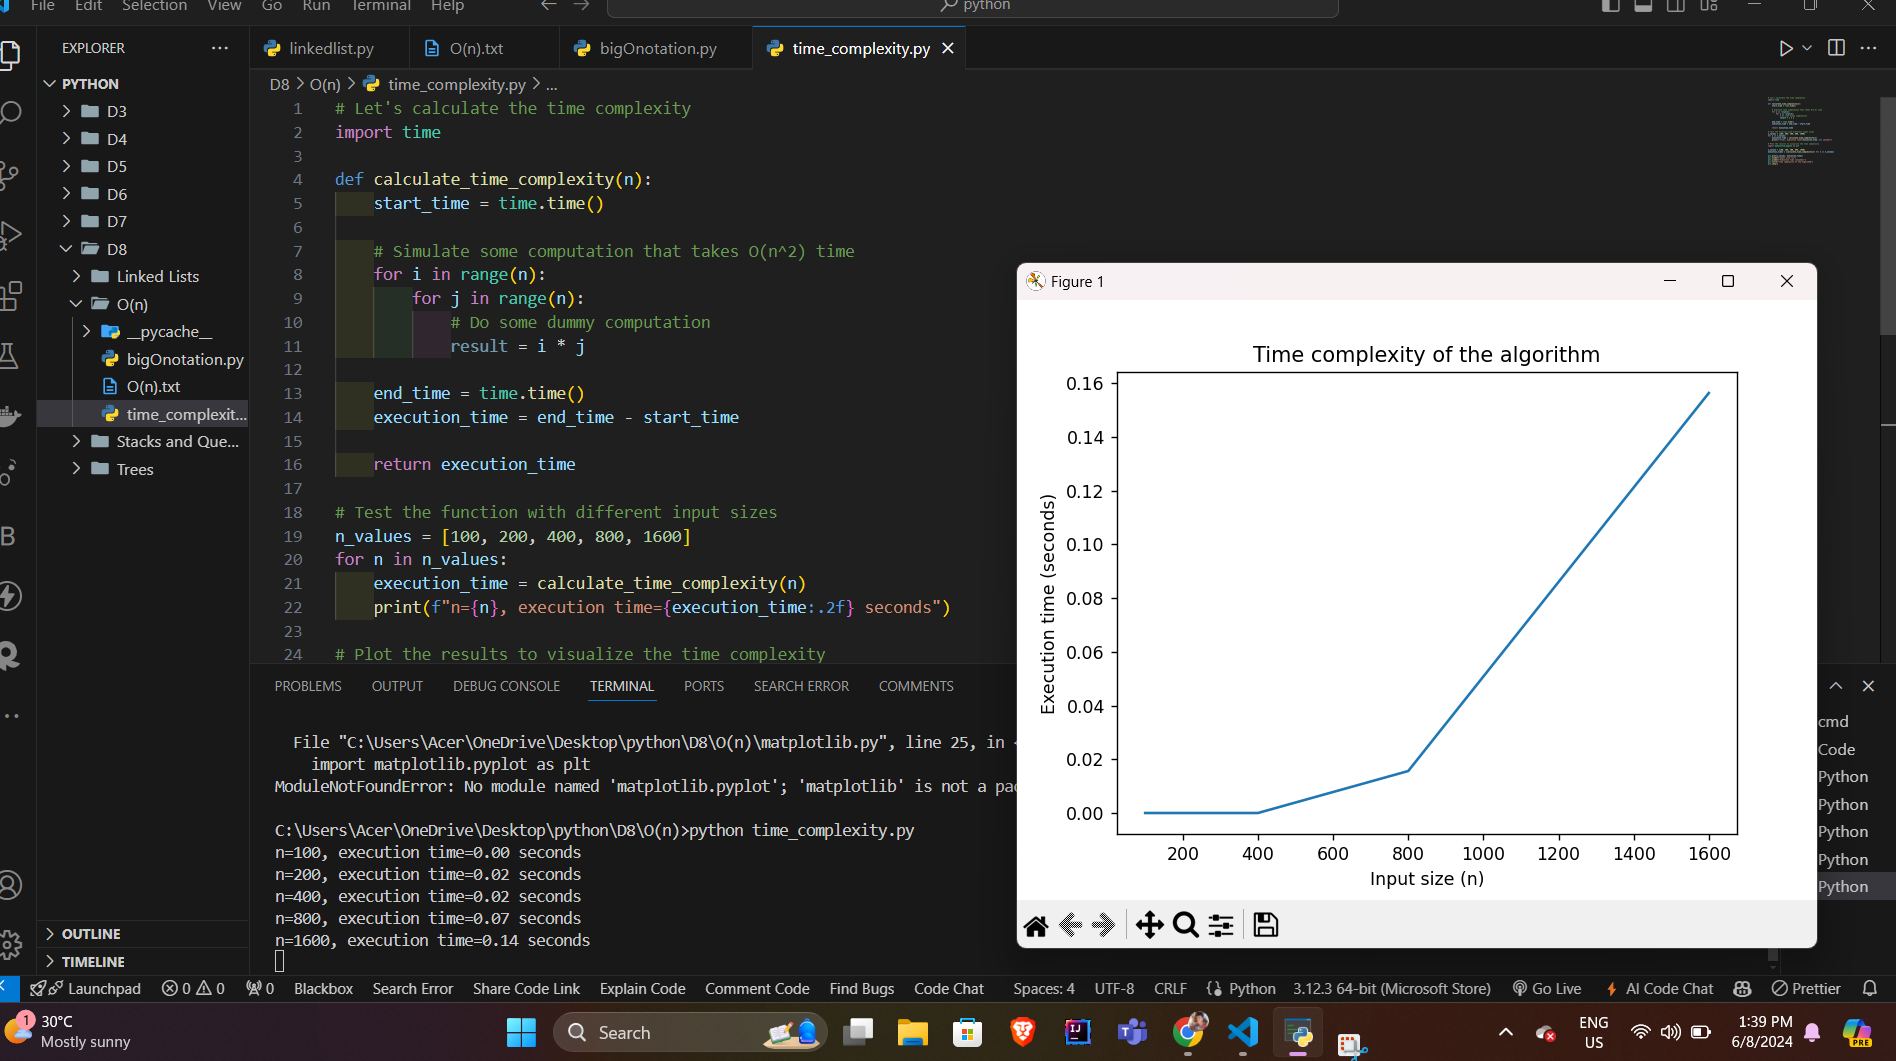 File Edit Selection View Go Run Terminal Help
python
EXPLORER
linkedlist.py
O(n).txt
bigOnotation.py
time_complexity.py
PYTHON
D3
D4
D5
D6
D7
D8
Linked Lists
O(n)
__pycache__
bigOnotation.py
O(n).txt
time_complexit...
Stacks and Que...
Trees
OUTLINE
TIMELINE
D8 > O(n) > time_complexity.py > ...
1 # Let's calculate the time complexity
2 import time
3
4 def calculate_time_complexity(n):
5 start_time = time.time()
6
7 # Simulate some computation that takes O(n^2) time
8 for i in range(n):
9 for j in range(n):
10 # Do some dummy computation
11 result = i * j
12
13 end_time = time.time()
14 execution_time = end_time - start_time
15
16 return execution_time
17
18 # Test the function with different input sizes
19 n_values = [100, 200, 400, 800, 1600]
20 for n in n_values:
21 execution_time = calculate_time_complexity(n)
22 print(f"n={n}, execution time={execution_time:.2f} seconds")
23
24 # Plot the results to visualize the time complexity
PROBLEMS OUTPUT DEBUG CONSOLE TERMINAL PORTS SEARCH ERROR COMMENTS
File "C:\Users\Acer\OneDrive\Desktop\python\D8\O(n)\matplotlib.py", line 25, in
import matplotlib.pyplot as plt
ModuleNotFoundError: No module named 'matplotlib.pyplot'; 'matplotlib' is not a pac
C:\Users\Acer\OneDrive\Desktop\python\D8\O(n)>python time_complexity.py
n=100, execution time=0.00 seconds
n=200, execution time=0.02 seconds
n=400, execution time=0.02 seconds
n=800, execution time=0.07 seconds
n=1600, execution time=0.14 seconds
cmd
Code
Python
Python
Python
Python
Python
Figure 1
Time complexity of the algorithm
0.16
0.14
0.12
0.10
0.08
0.06
0.04
0.02
0.00
Execution time (seconds)
200 400 600 800 1000 1200 1400 1600
Input size (n)
Launchpad 0 0 0 Blackbox Search Error Share Code Link Explain Code Comment Code Find Bugs Code Chat Spaces: 4 UTF-8 CRLF Python 3.12.3 64-bit (Microsoft Store) Go Live AI Code Chat Prettier
1
30°C
Mostly sunny
Search
ENG
US
1:39 PM
6/8/2024
PRE